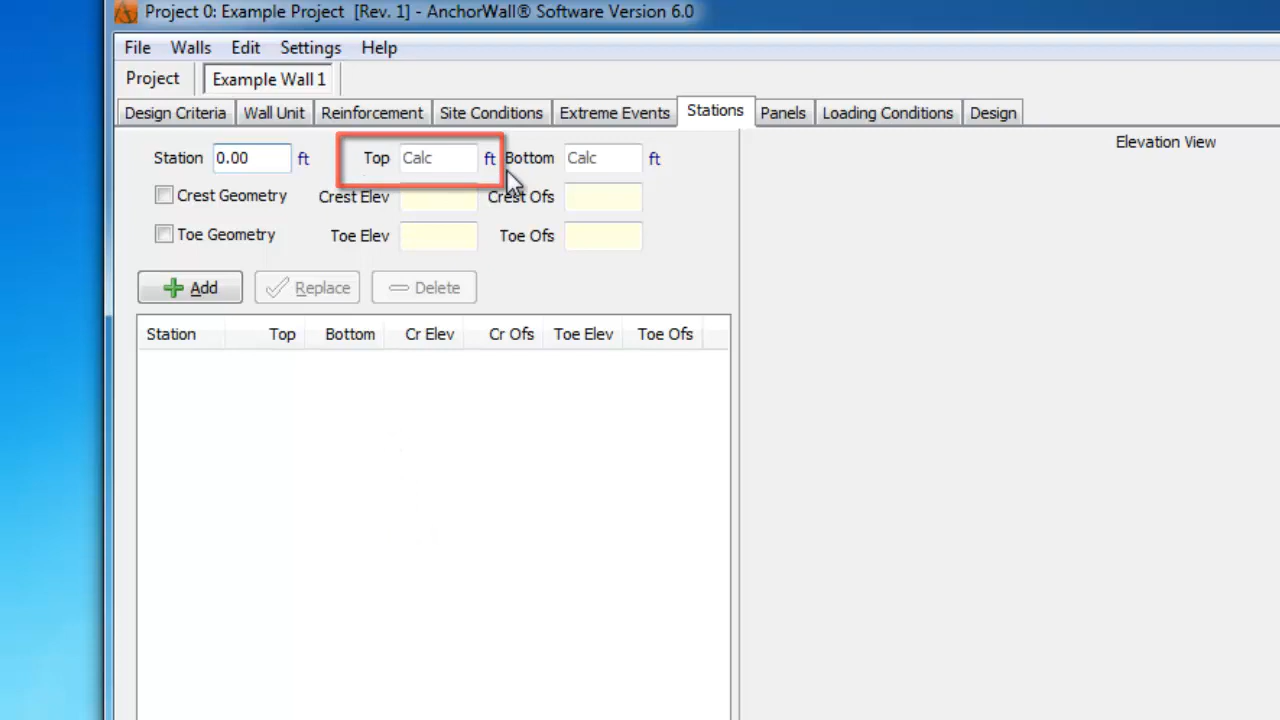 Project 0: Example Project [Rev. 1] - AnchorWall® Software Version 6.0
File Walls Edit Settings Help
Project Example Wall 1
Design Criteria Wall Unit Reinforcement Site Conditions Extreme Events Stations Panels Loading Conditions Design
Station 0.00 ft Top Calc ft Bottom Calc ft
Elevation View
Crest Geometry Crest Elev Crest Ofs
Toe Geometry Toe Elev Toe Ofs
Add Replace Delete
Station Top Bottom Cr Elev Cr Ofs Toe Elev Toe Ofs